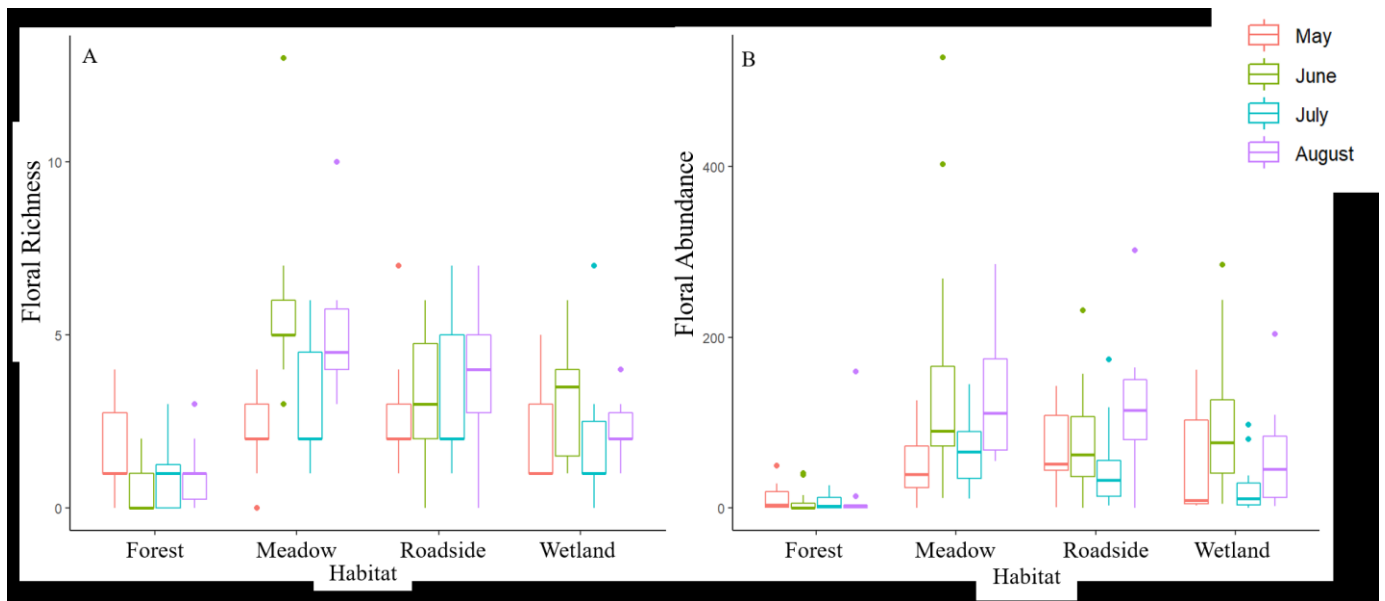 A
Floral Richness
10
5
0
Forest Meadow Roadside Wetland
Habitat
B
Floral Abundance
400
200
0
Forest Meadow Roadside Wetland
Habitat
May
June
July
August